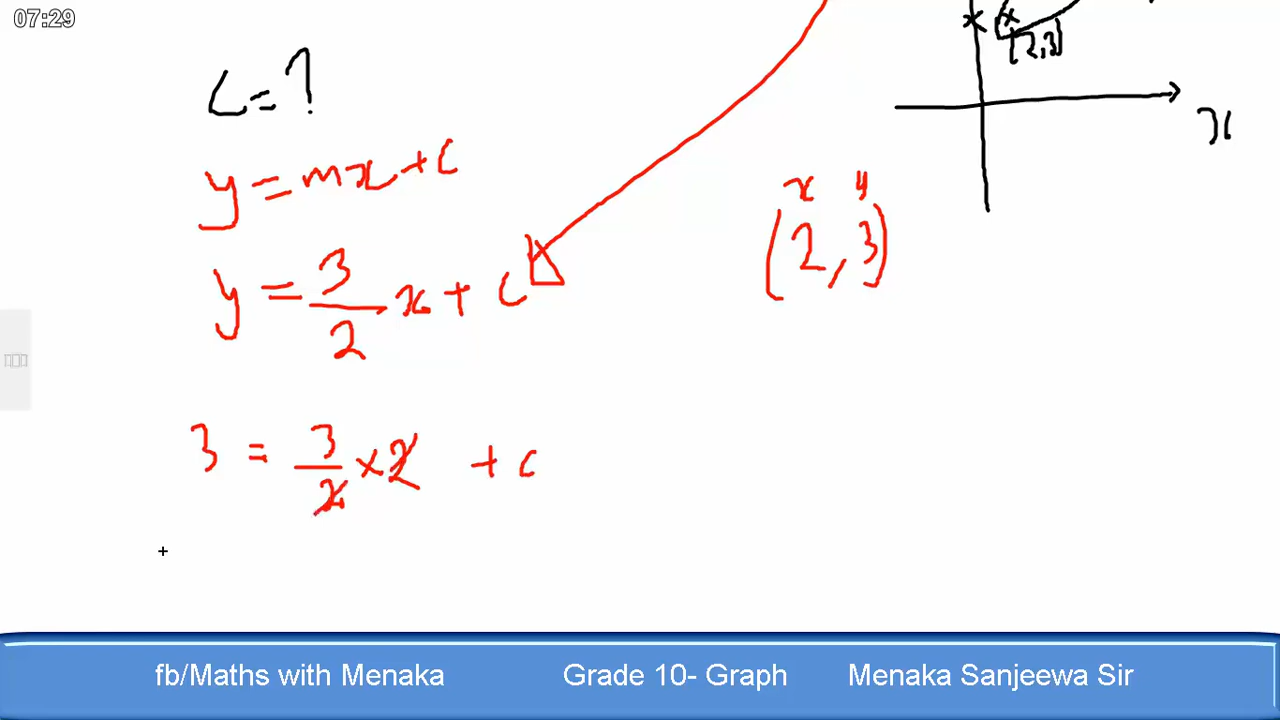 07:29
(2,3)
x
c = ?
y = mx + c
x y
(2, 3)
y = 3/2 x + c
3 = 3/2 × 2 + c
fb/Maths with Menaka Grade 10- Graph Menaka Sanjeewa Sir